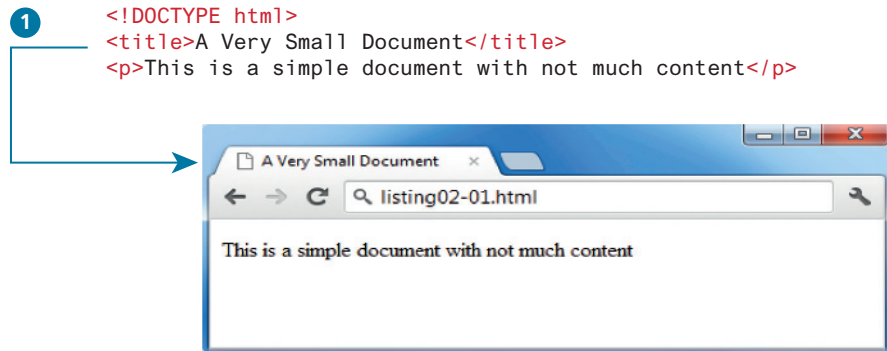 1
<!DOCTYPE html>
<title>A Very Small Document</title>
<p>This is a simple document with not much content</p>
A Very Small Document
listing02-01.html
This is a simple document with not much content